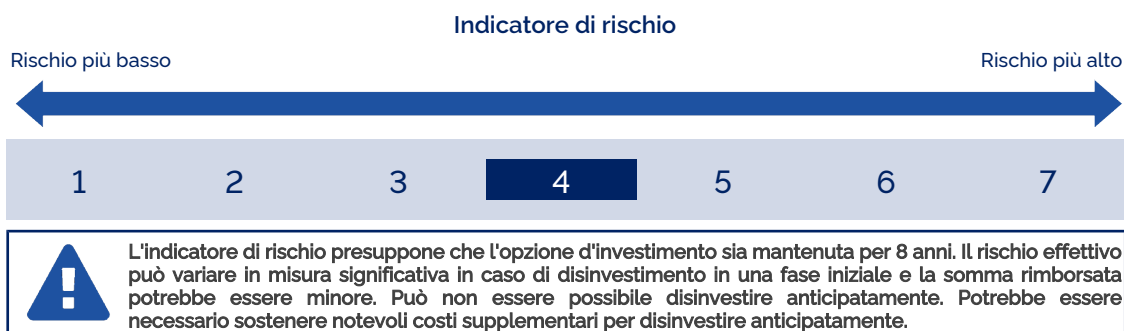 Indicatore di rischio
Rischio più basso
Rischio più alto
1 2 3 4 5 6 7
L'indicatore di rischio presuppone che l'opzione d'investimento sia mantenuta per 8 anni. Il rischio effettivo
può variare in misura significativa in caso di disinvestimento in una fase iniziale e la somma rimborsata
potrebbe essere minore. Può non essere possibile disinvestire anticipatamente. Potrebbe essere
necessario sostenere notevoli costi supplementari per disinvestire anticipatamente.